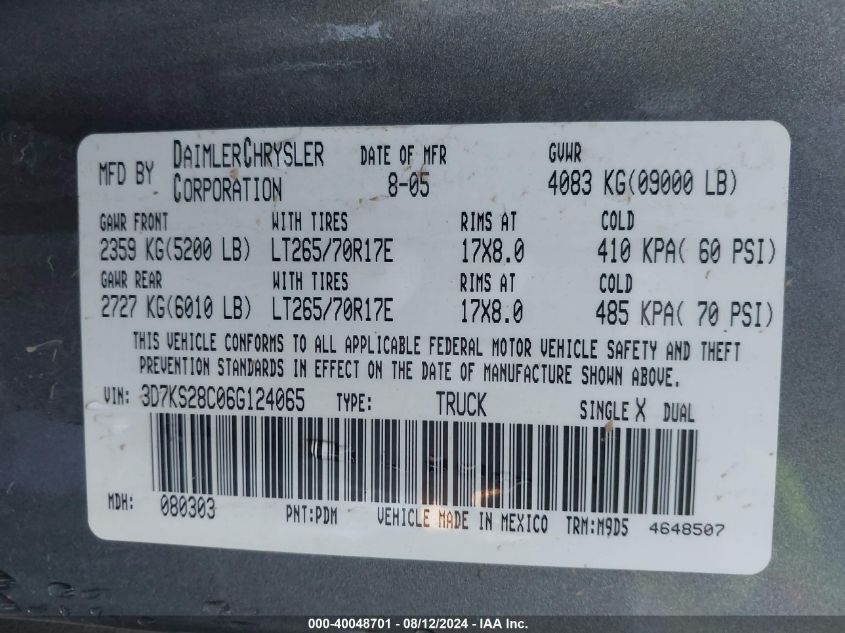 MFD BY DAIMLERCHRYSLER CORPORATION DATE OF MFR 8-05 GVWR 4083 KG(09000 LB)
GAWR FRONT WITH TIRES RIMS AT COLD
2359 KG(5200 LB) LT265/70R17E 17X8.0 410 KPA( 60 PSI)
GAWR REAR WITH TIRES RIMS AT COLD
2727 KG(6010 LB) LT265/70R17E 17X8.0 485 KPA( 70 PSI)
THIS VEHICLE CONFORMS TO ALL APPLICABLE FEDERAL MOTOR VEHICLE SAFETY AND THEFT
PREVENTION STANDARDS IN EFFECT ON THE DATE OF MANUFACTURE SHOWN ABOVE.
VIN: 3D7KS28C06G124065 TYPE: TRUCK SINGLE X DUAL
MDH: 080303 PNT:PDM VEHICLE MADE IN MEXICO TRM:M9D5 4648507
000-40048701 - 08/12/2024 - IAA Inc.